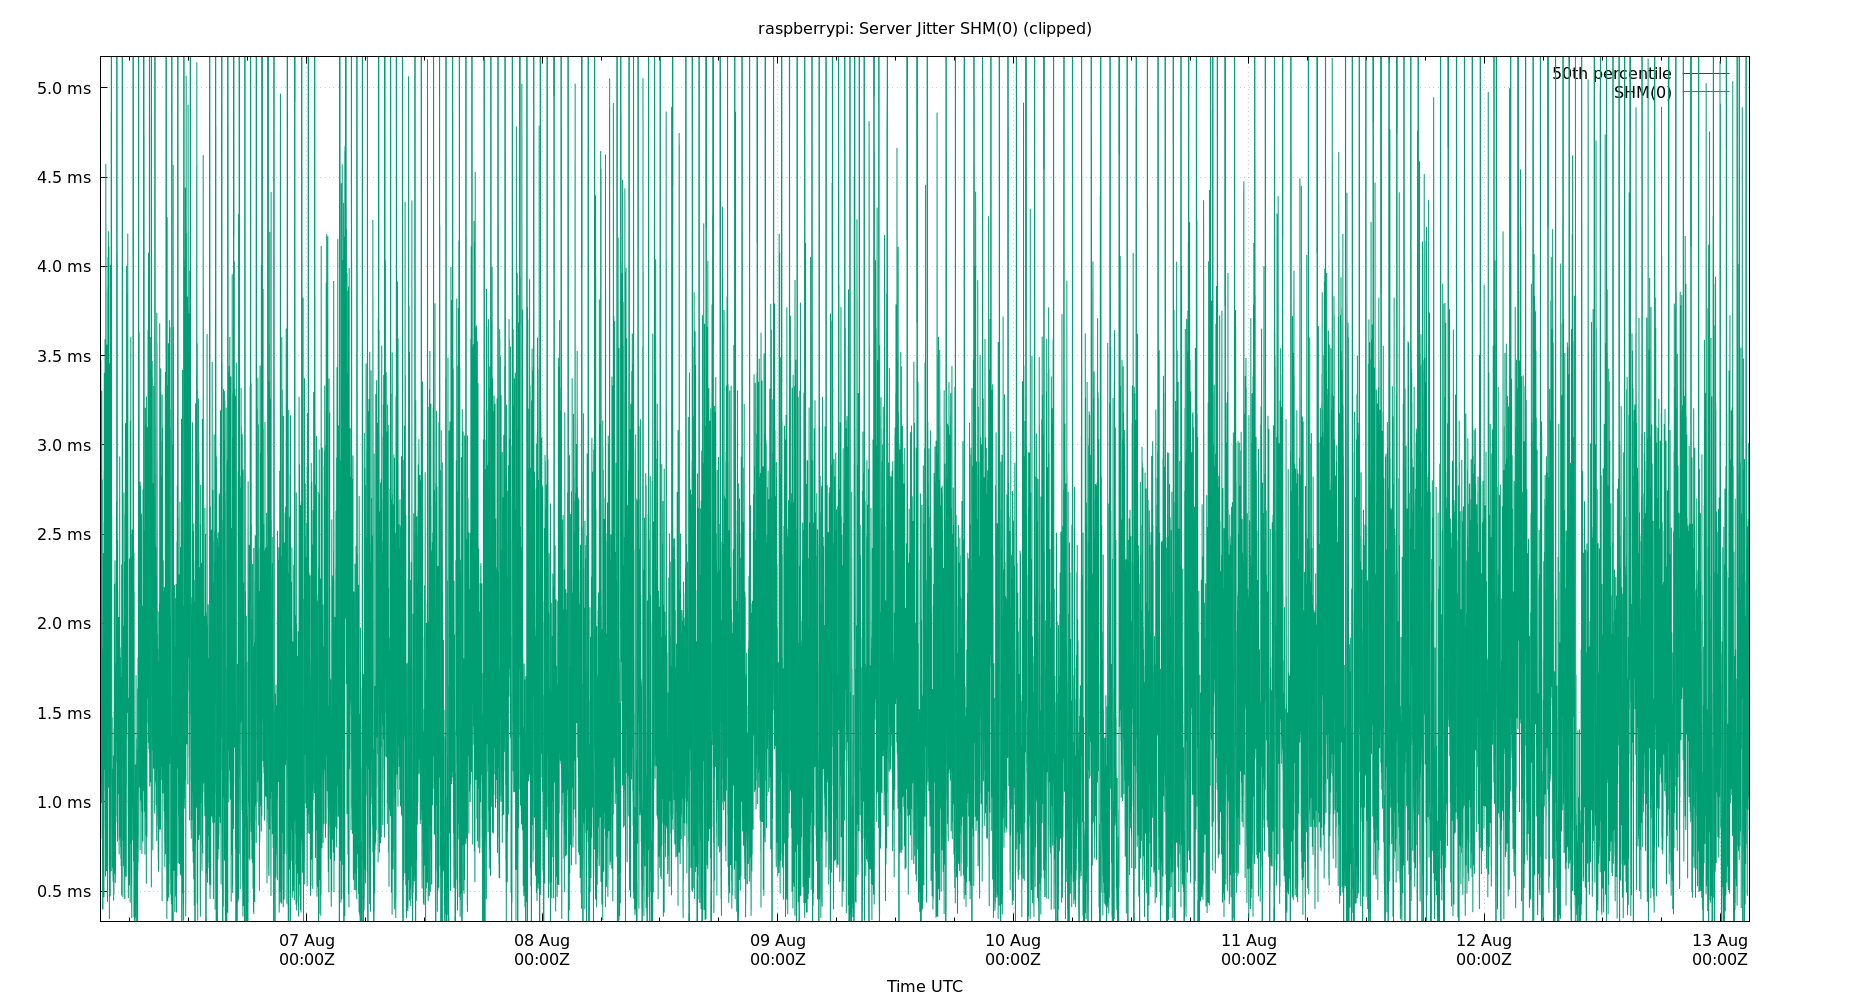 raspberrypi: Server Jitter SHM(0) (clipped)
50th percentile
SHM(0)
5.0 ms
4.5 ms
4.0 ms
3.5 ms
3.0 ms
2.5 ms
2.0 ms
1.5 ms
1.0 ms
0.5 ms
07 Aug 08 Aug 09 Aug 10 Aug 11 Aug 12 Aug 13 Aug
00:00Z 00:00Z 00:00Z 00:00Z 00:00Z 00:00Z 00:00Z
Time UTC